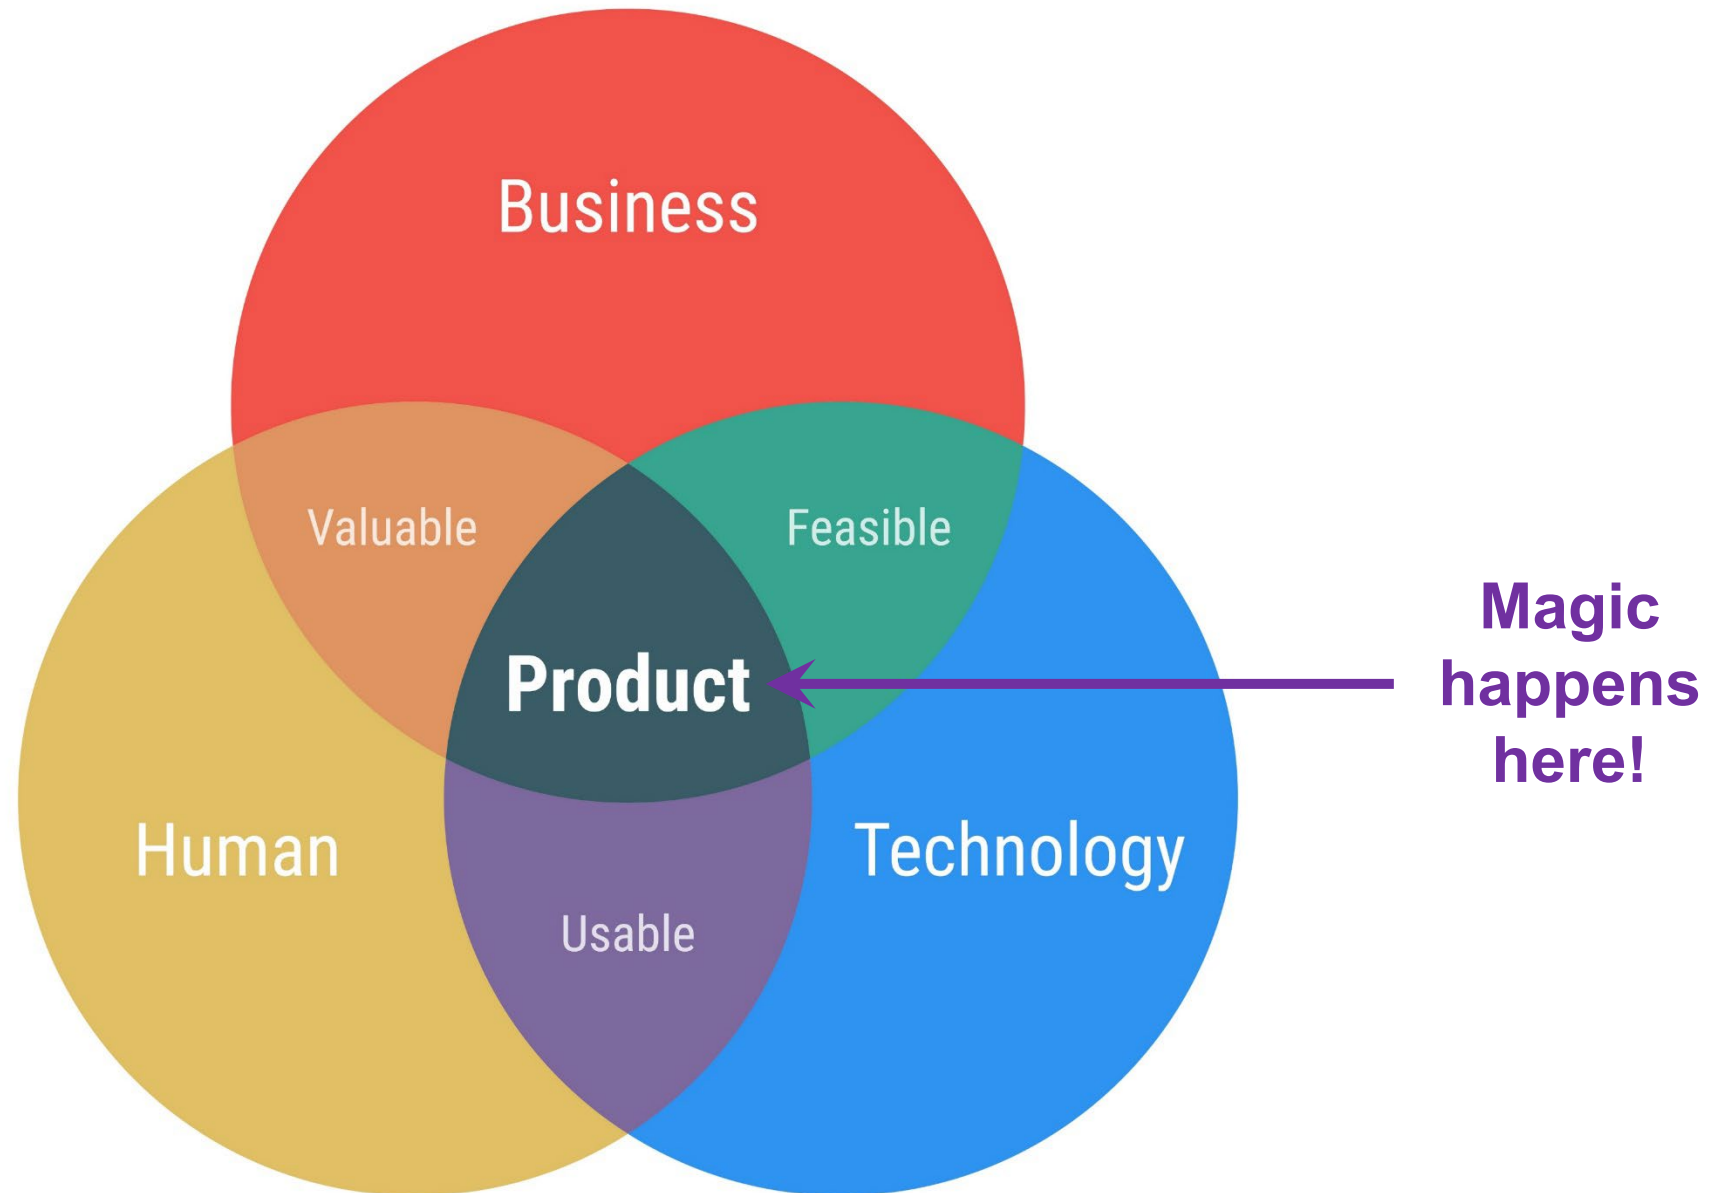 Business
Valuable
Feasible
Product
Magic
happens
here!
Human
Technology
Usable